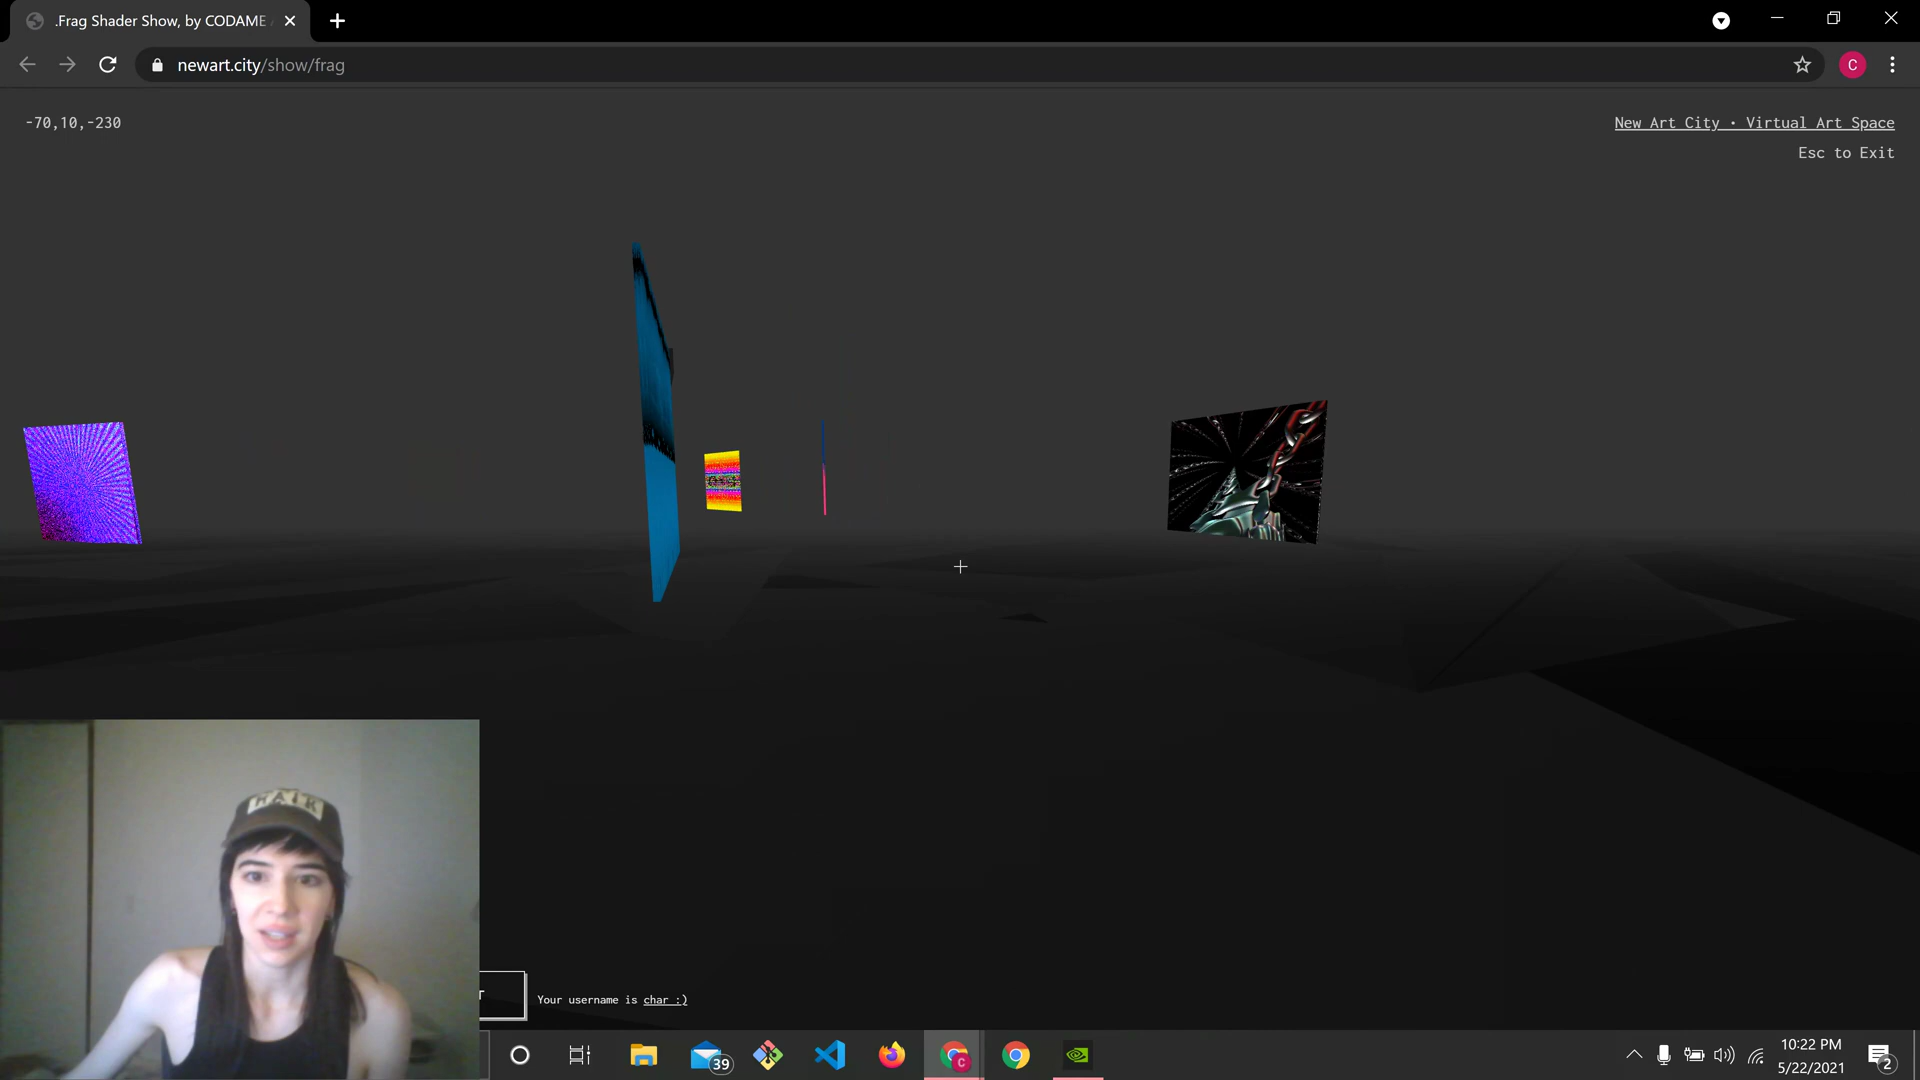 .Frag Shader Show, by CODAME
newart.city/show/frag
C
-70,10,-230
New Art City • Virtual Art Space
Esc to Exit
HAIK
T
Your username is char :)
39
C
10:22 PM
5/22/2021
2